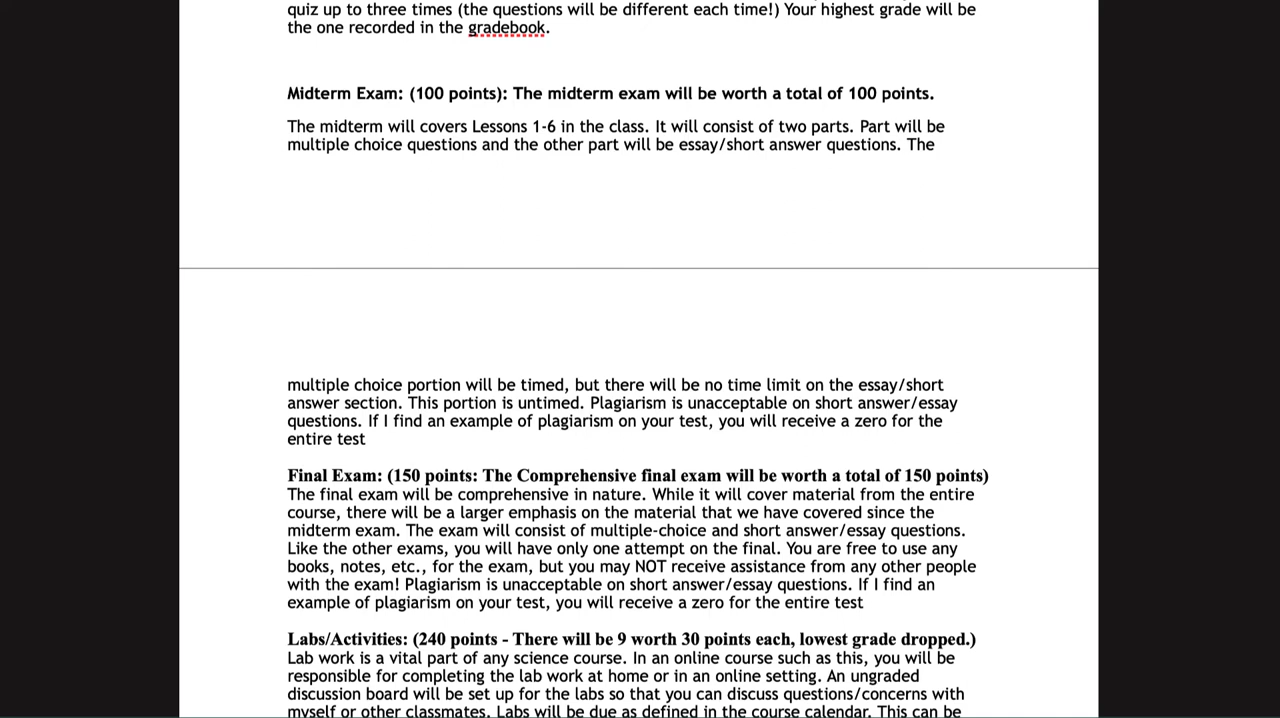 quiz up to three times (the questions will be different each time!) Your highest grade will be
the one recorded in the gradebook.
Midterm Exam: (100 points): The midterm exam will be worth a total of 100 points.
The midterm will covers Lessons 1-6 in the class. It will consist of two parts. Part will be
multiple choice questions and the other part will be essay/short answer questions. The
multiple choice portion will be timed, but there will be no time limit on the essay/short
answer section. This portion is untimed. Plagiarism is unacceptable on short answer/essay
questions. If I find an example of plagiarism on your test, you will receive a zero for the
entire test
Final Exam: (150 points: The Comprehensive final exam will be worth a total of 150 points)
The final exam will be comprehensive in nature. While it will cover material from the entire
course, there will be a larger emphasis on the material that we have covered since the
midterm exam. The exam will consist of multiple-choice and short answer/essay questions.
Like the other exams, you will have only one attempt on the final. You are free to use any
books, notes, etc., for the exam, but you may NOT receive assistance from any other people
with the exam! Plagiarism is unacceptable on short answer/essay questions. If I find an
example of plagiarism on your test, you will receive a zero for the entire test
Labs/Activities: (240 points - There will be 9 worth 30 points each, lowest grade dropped.)
Lab work is a vital part of any science course. In an online course such as this, you will be
responsible for completing the lab work at home or in an online setting. An ungraded
discussion board will be set up for the labs so that you can discuss questions/concerns with
myself or other classmates. Labs will be due as defined in the course calendar. This can be